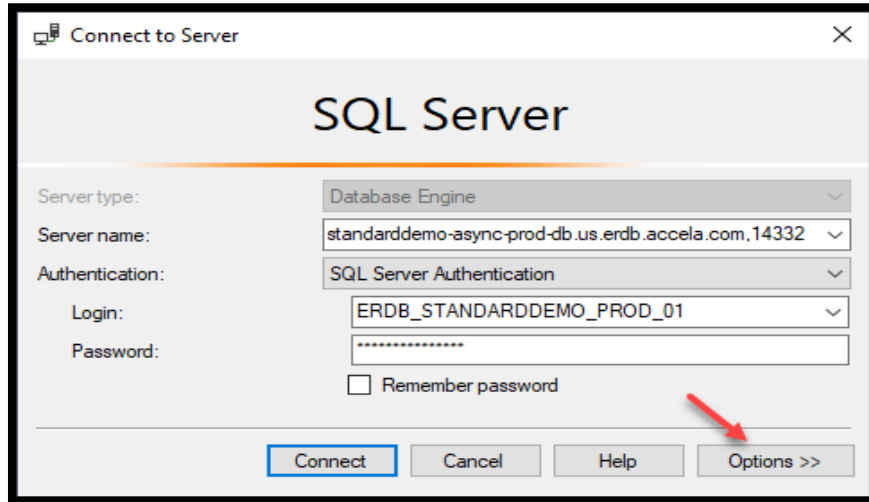 Connect to Server
SQL Server
Server type: Database Engine
Server name: standarddemo-async-prod-db.us.erdb.accela.com,14332
Authentication: SQL Server Authentication
Login: ERDB_STANDARDDEMO_PROD_01
Password: ***************
Remember password
Connect Cancel Help Options >>